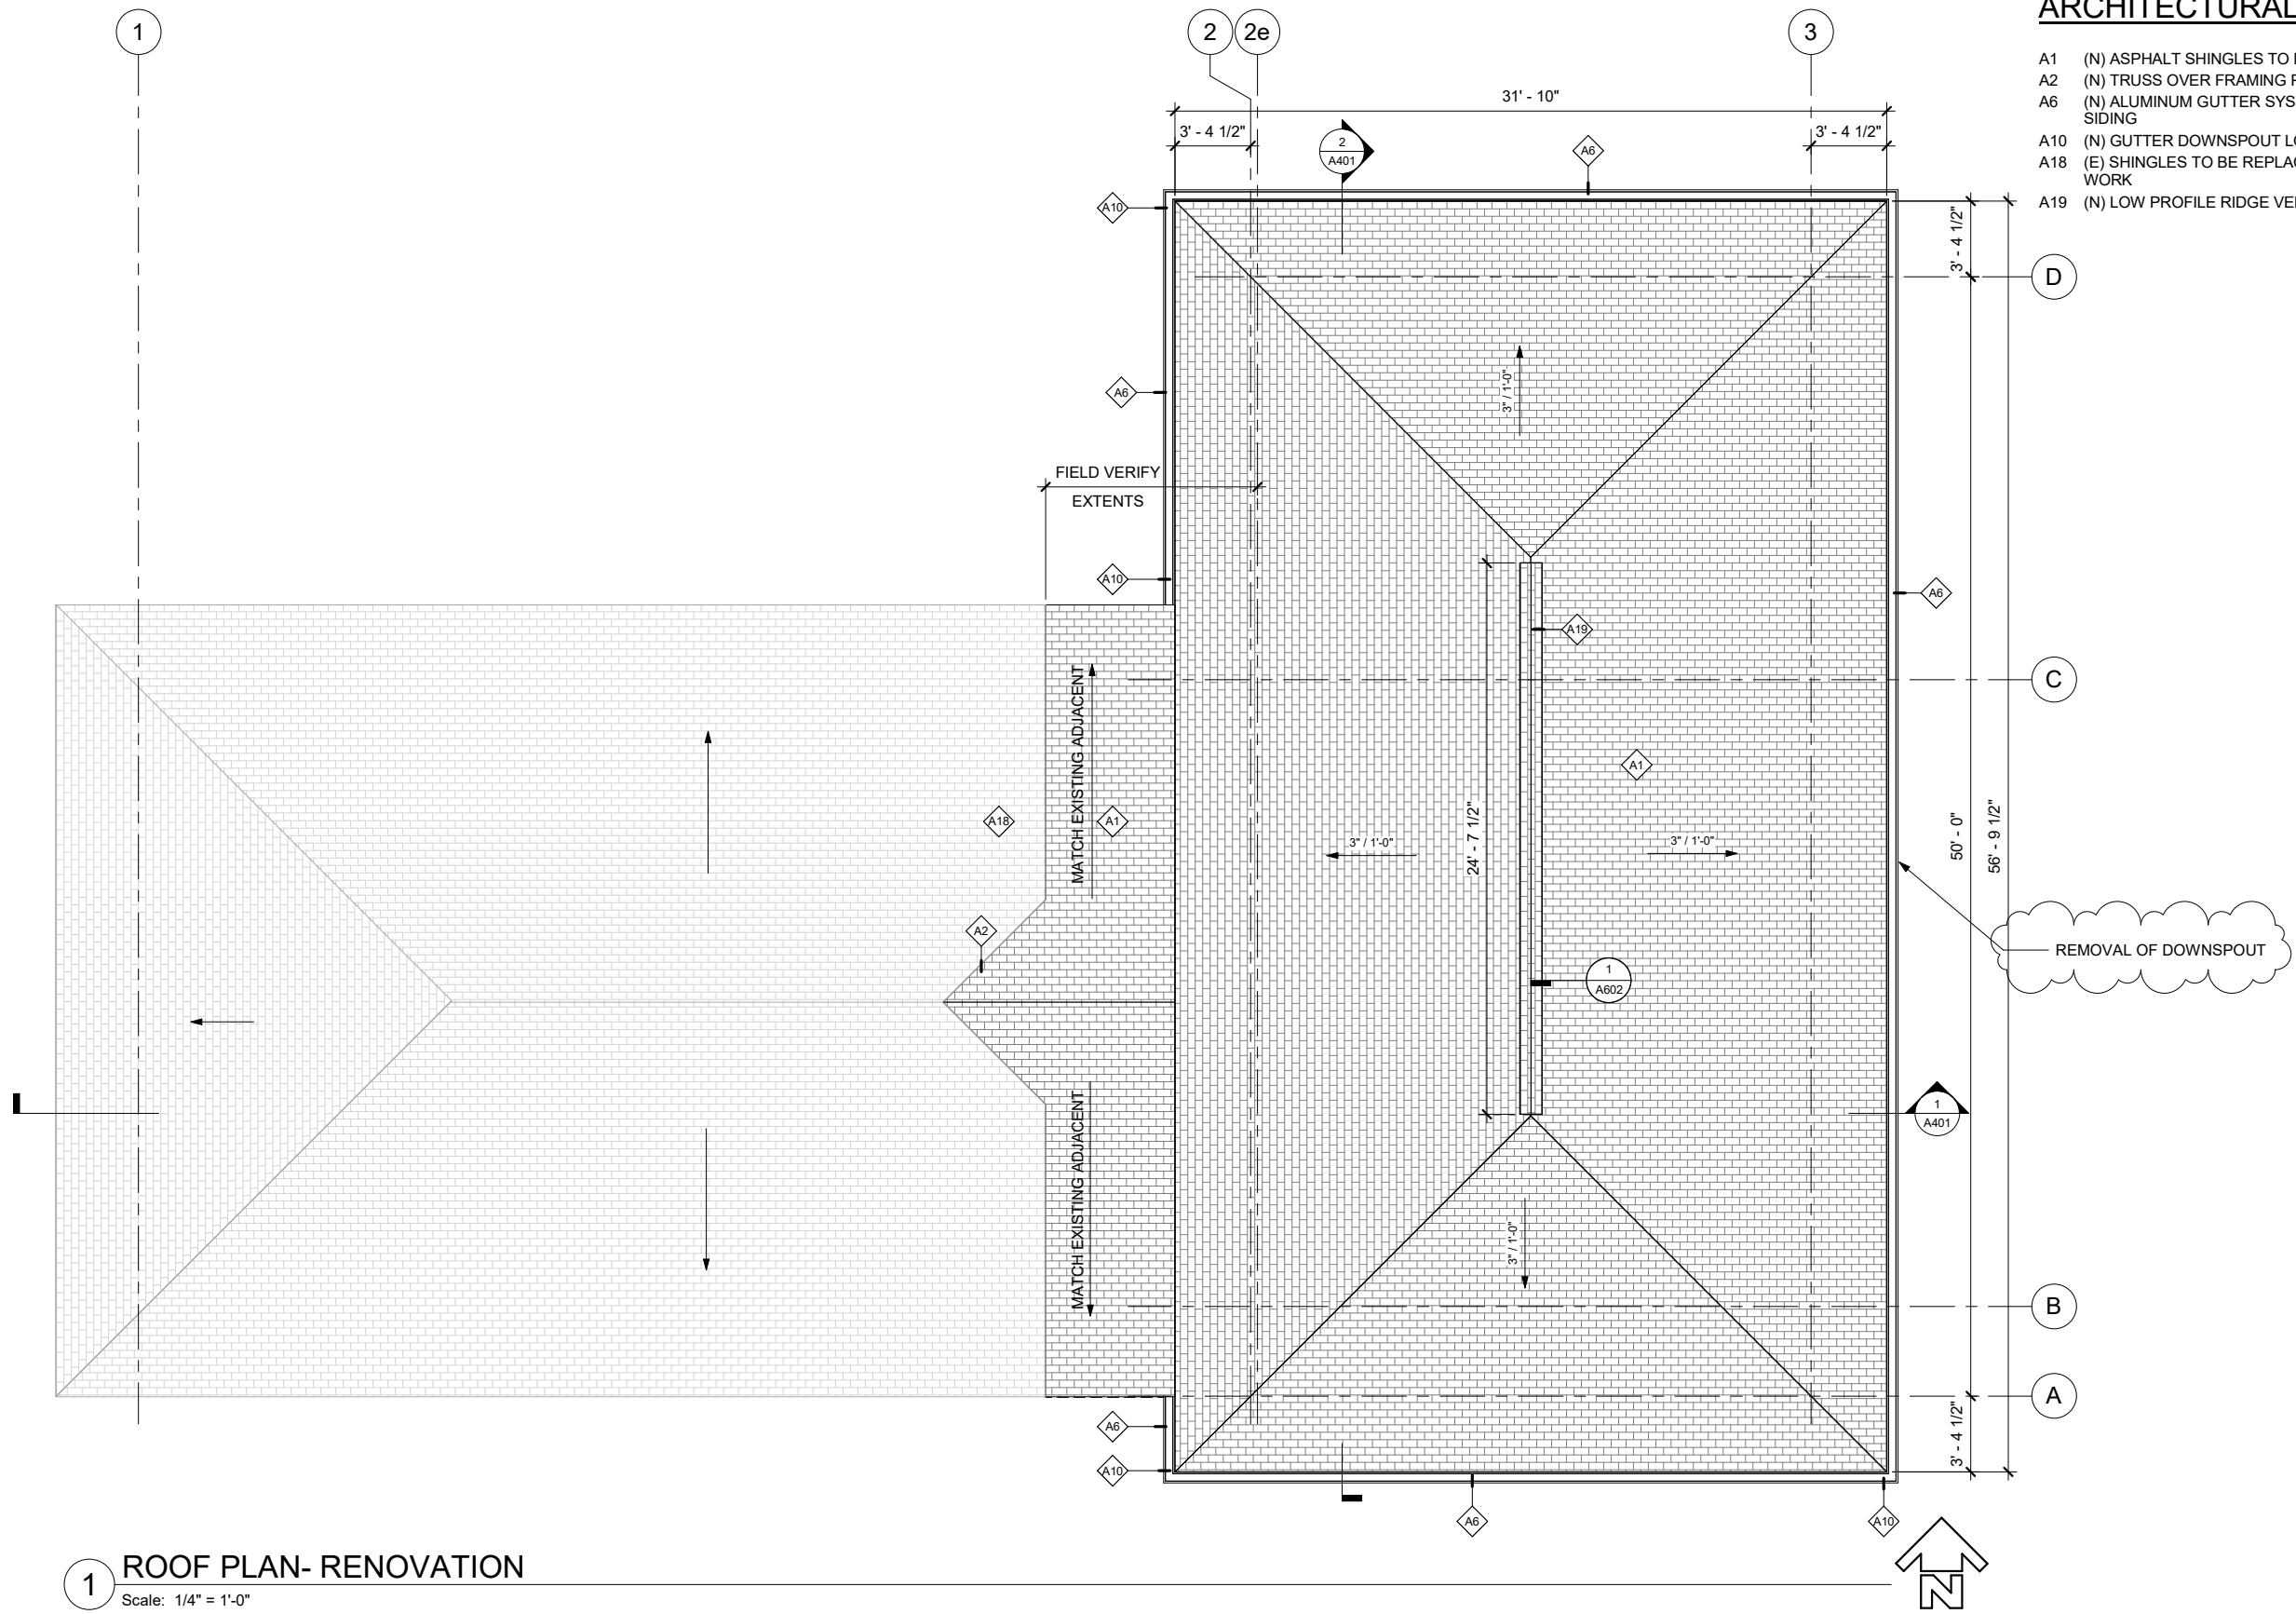 ARCHITECTURAL
1
2
2e
3
A1 (N) ASPHALT SHINGLES TO
A2 (N) TRUSS OVER FRAMING
A6 (N) ALUMINUM GUTTER
SIDING
A10 (N) GUTTER DOWNSPOUT
A18 (E) SHINGLES TO BE
WORK
A19 (N) LOW PROFILE RIDGE
31' - 10"
3' - 4 1/2"
3' - 4 1/2"
2
A401
A6
A10
3' - 4 1/2"
D
3" / 1'-0"
A6
FIELD VERIFY
EXTENTS
A10
A6
A19
C
MATCH EXISTING ADJACENT
A1
A18
A1
24' - 7 1/2"
3" / 1'-0"
3" / 1'-0"
50' - 0"
56' - 9 1/2"
A2
REMOVAL OF DOWNSPOUT
1
A602
1
A401
MATCH EXISTING ADJACENT
3" / 1'-0"
B
A
3' - 4 1/2"
A6
A10
A6
A10
1
ROOF PLAN- RENOVATION
Scale: 1/4" = 1'-0"
N